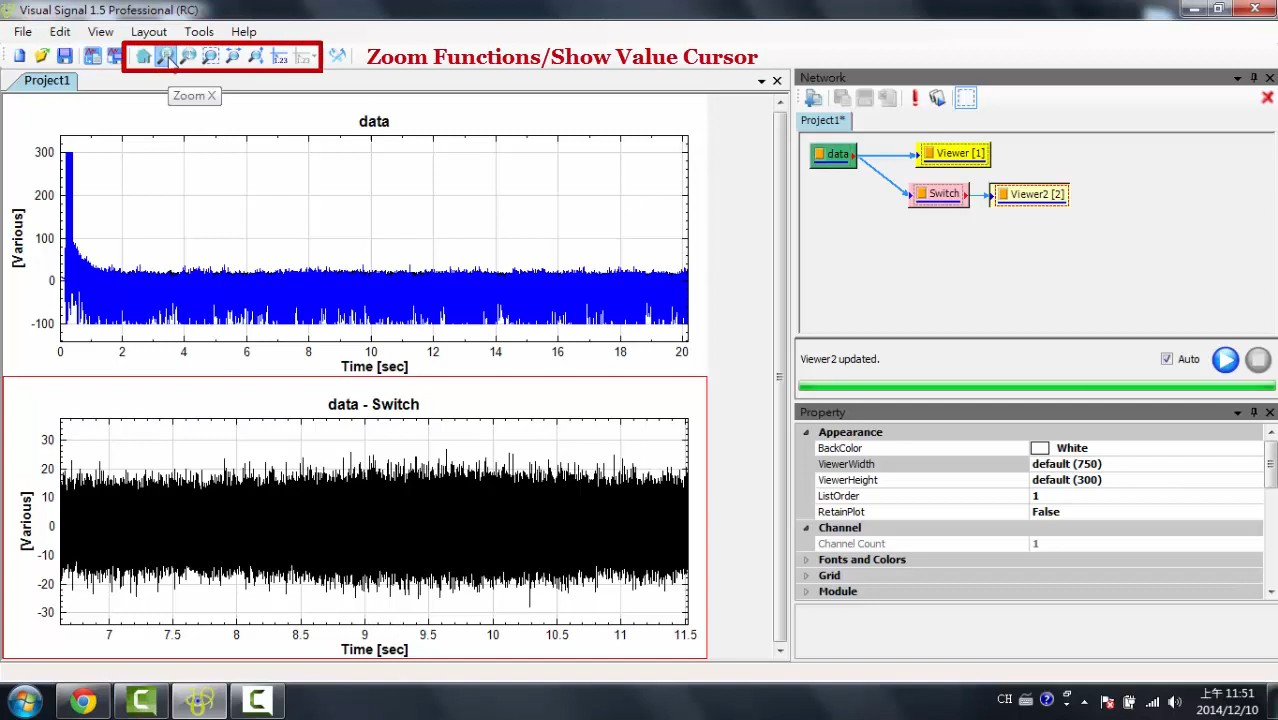 Visual Signal 1.5 Professional (RC)
File Edit View Layout Tools Help
1.23 1.23
Zoom Functions/Show Value Cursor
Project1
Zoom X
data
300
200
100
0
-100
[Various]
0 2 4 6 8 10 12 14 16 18 20
Time [sec]
data - Switch
30
20
10
0
-10
-20
-30
[Various]
7 7.5 8 8.5 9 9.5 10 10.5 11 11.5
Time [sec]
Network
Project1*
data
Viewer [1]
Switch
Viewer2 [2]
Viewer2 updated.
Auto
Property
Appearance
BackColor White
ViewerWidth default (750)
ViewerHeight default (300)
ListOrder 1
RetainPlot False
Channel
Channel Count 1
Fonts and Colors
Grid
Module
CH
上午 11:51
2014/12/10